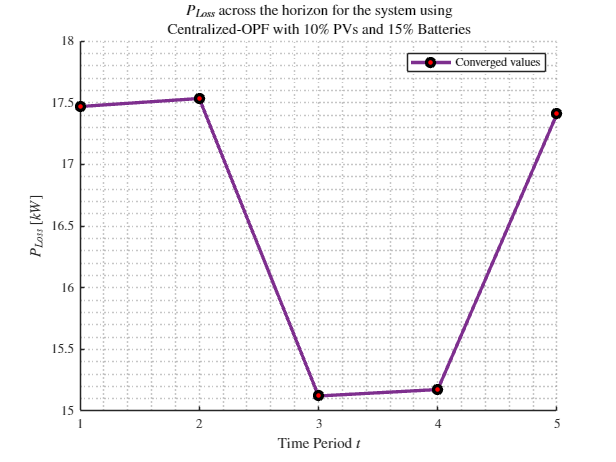 P_Loss across the horizon for the system using
Centralized-OPF with 10% PVs and 15% Batteries
Converged values
18
17.5
17
16.5
16
15.5
15
P_Loss [kW]
1 2 3 4 5
Time Period t